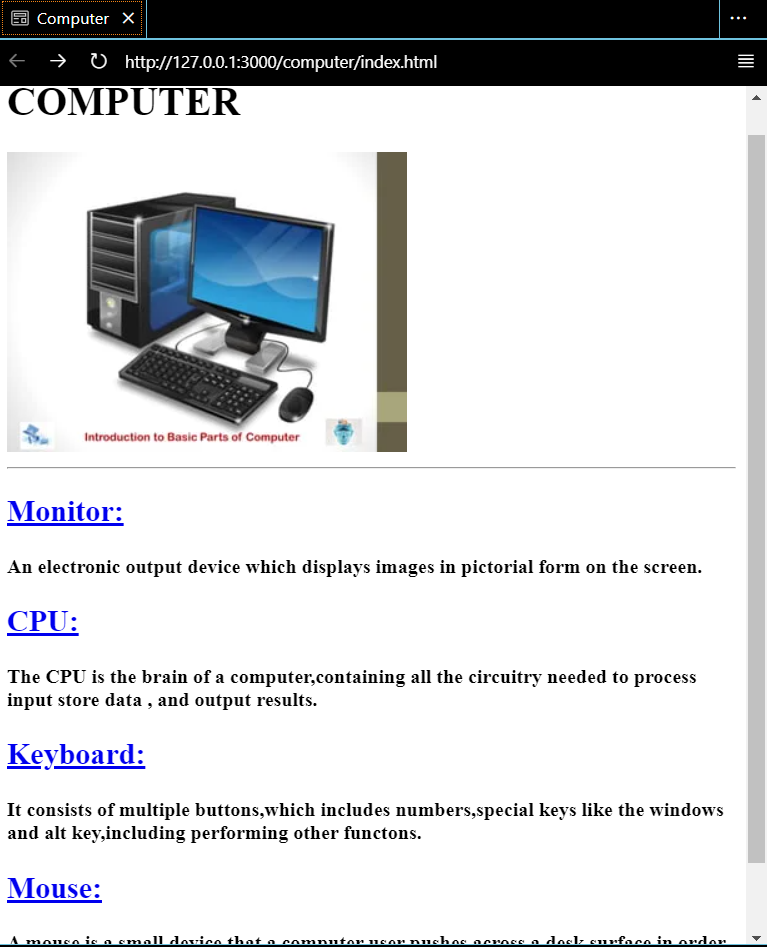 Computer
http://127.0.0.1:3000/computer/index.html
COMPUTER
Introduction to Basic Parts of Computer
Monitor:
An electronic output device which displays images in pictorial form on the screen.
CPU:
The CPU is the brain of a computer,containing all the circuitry needed to process
input store data , and output results.
Keyboard:
It consists of multiple buttons,which includes numbers,special keys like the windows
and alt key,including performing other functons.
Mouse:
A mouse is a small device that a computer user pushes across a desk surface in order